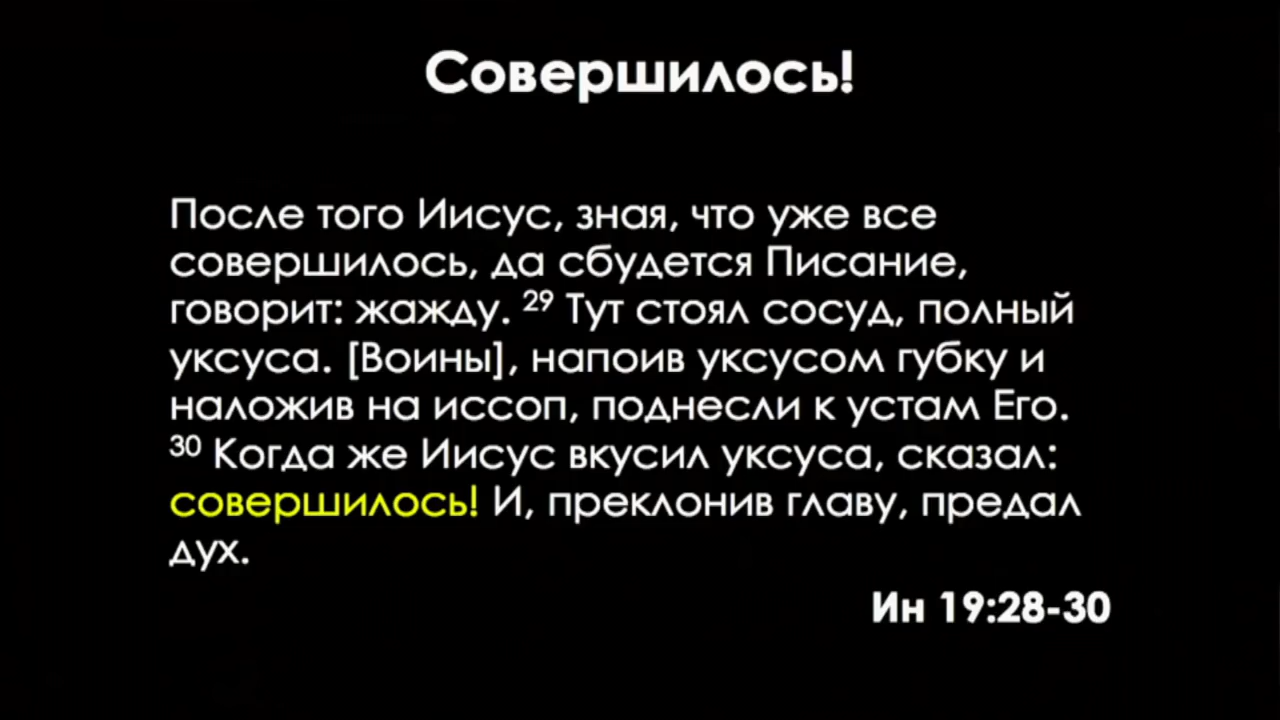 Совершилось!
После того Иисус, зная, что уже все
совершилось, да сбудется Писание,
говорит: жажду. 29 Тут стоял сосуд, полный
уксуса. [Воины], напоив уксусом губку и
наложив на иссоп, поднесли к устам Его.
30 Когда же Иисус вкусил уксуса, сказал:
совершилось! И, преклонив главу, предал
дух.
Ин 19:28-30